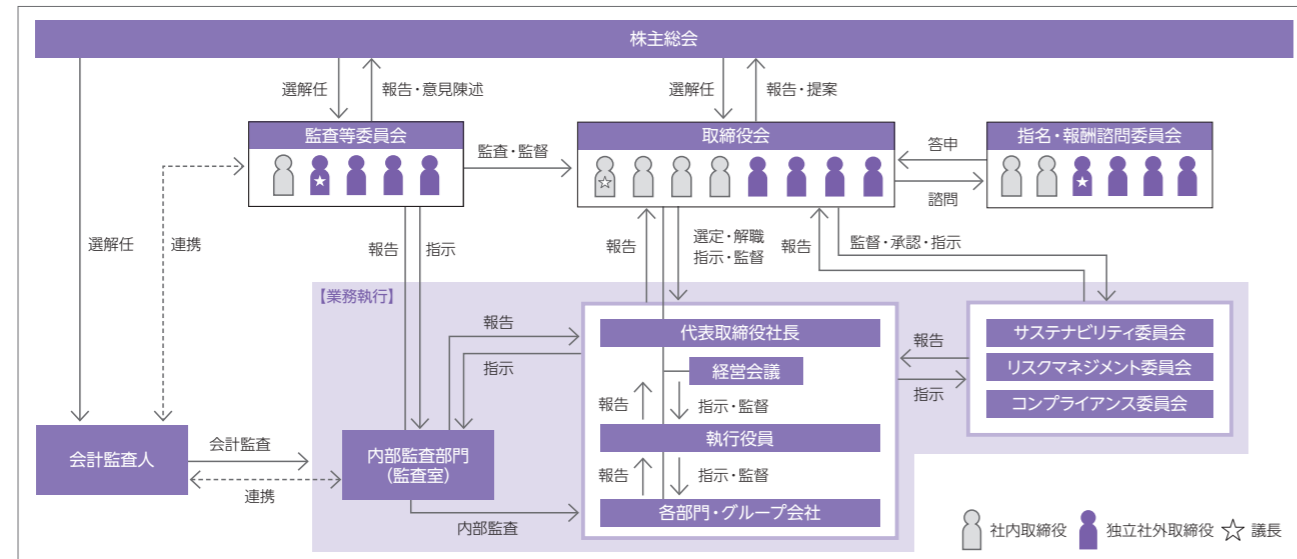 株主総会
選解任
報告・意見陳述
選解任
報告・提案
監査等委員会
取締役会
指名・報酬諮問委員会
監査・監督
答申
諮問
選解任
連携
報告
指示
報告
選定・解職
指示・監督
報告
監督・承認・指示
【業務執行】
報告
指示
代表取締役社長
経営会議
報告
指示・監督
執行役員
報告
指示・監督
各部門・グループ会社
報告
指示
サステナビリティ委員会
リスクマネジメント委員会
コンプライアンス委員会
会計監査人
会計監査
連携
内部監査部門
(監査室)
内部監査
社内取締役
独立社外取締役
議長